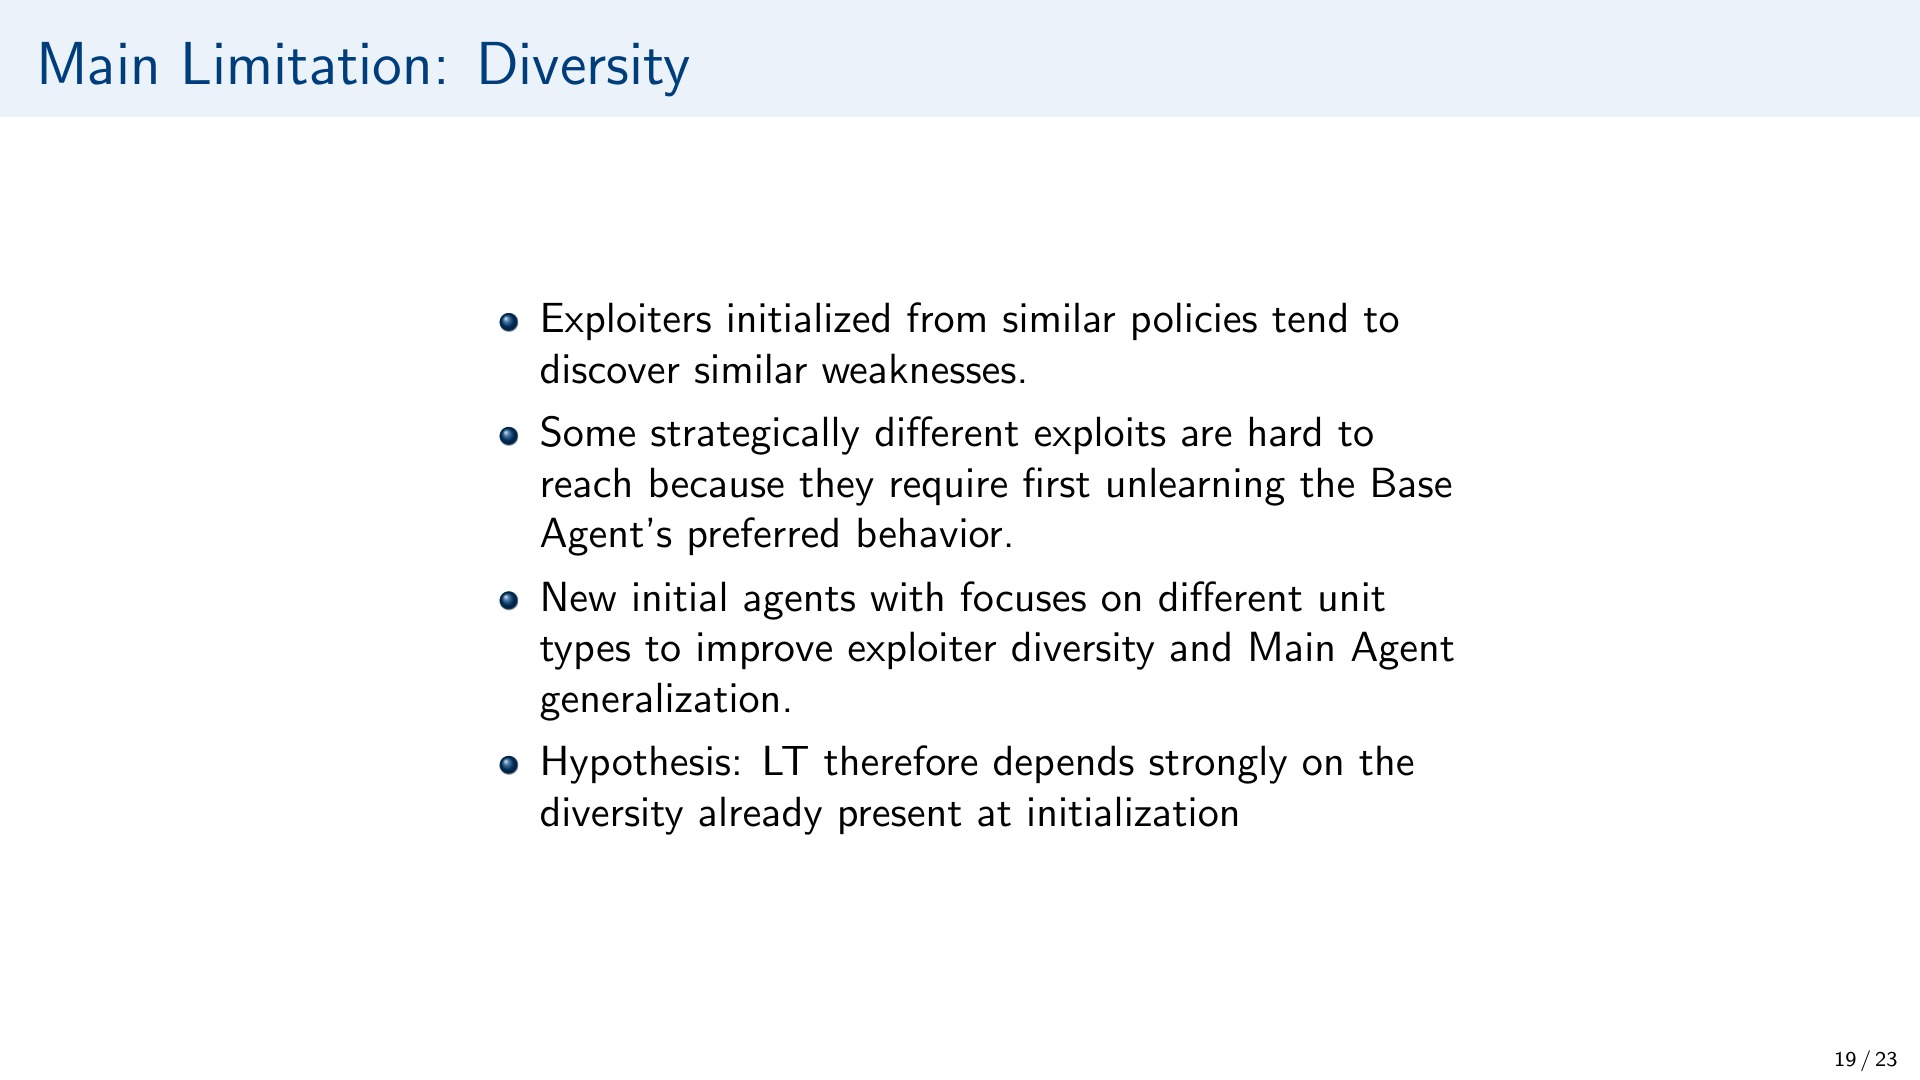 Main Limitation: Diversity
Exploiters initialized from similar policies tend to
discover similar weaknesses.
Some strategically different exploits are hard to
reach because they require first unlearning the Base
Agent’s preferred behavior.
New initial agents with focuses on different unit
types to improve exploiter diversity and Main Agent
generalization.
Hypothesis: LT therefore depends strongly on the
diversity already present at initialization
19 / 23